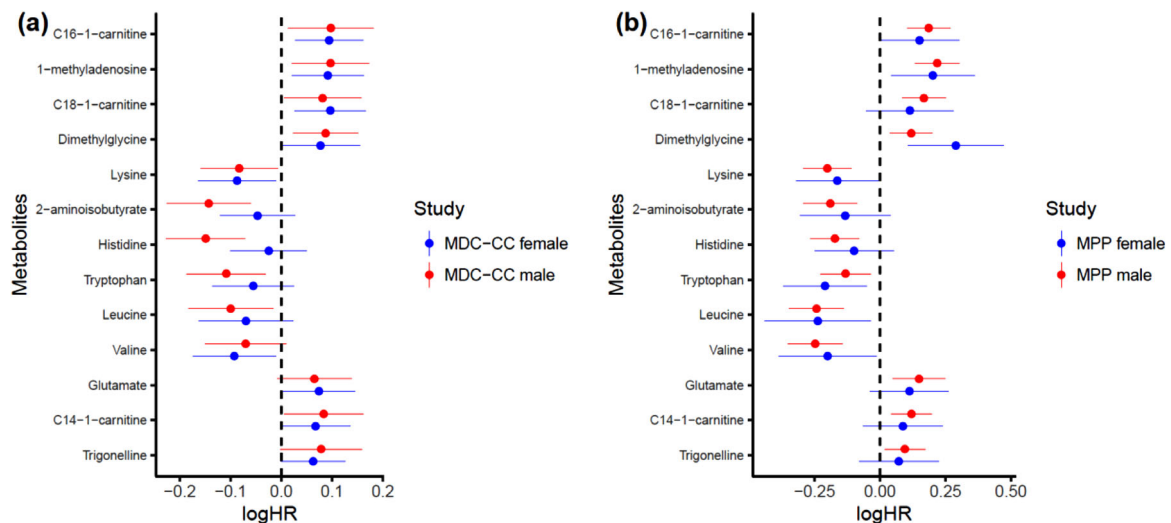 (a)
Metabolites
C16−1−carnitine
1−methyladenosine
C18−1−carnitine
Dimethylglycine
Lysine
2−aminoisobutyrate
Histidine
Tryptophan
Leucine
Valine
Glutamate
C14−1−carnitine
Trigonelline
−0.2 −0.1 0.0 0.1 0.2
logHR
Study
MDC−CC female
MDC−CC male
(b)
Metabolites
C16−1−carnitine
1−methyladenosine
C18−1−carnitine
Dimethylglycine
Lysine
2−aminoisobutyrate
Histidine
Tryptophan
Leucine
Valine
Glutamate
C14−1−carnitine
Trigonelline
−0.25 0.00 0.25 0.50
logHR
Study
MPP female
MPP male